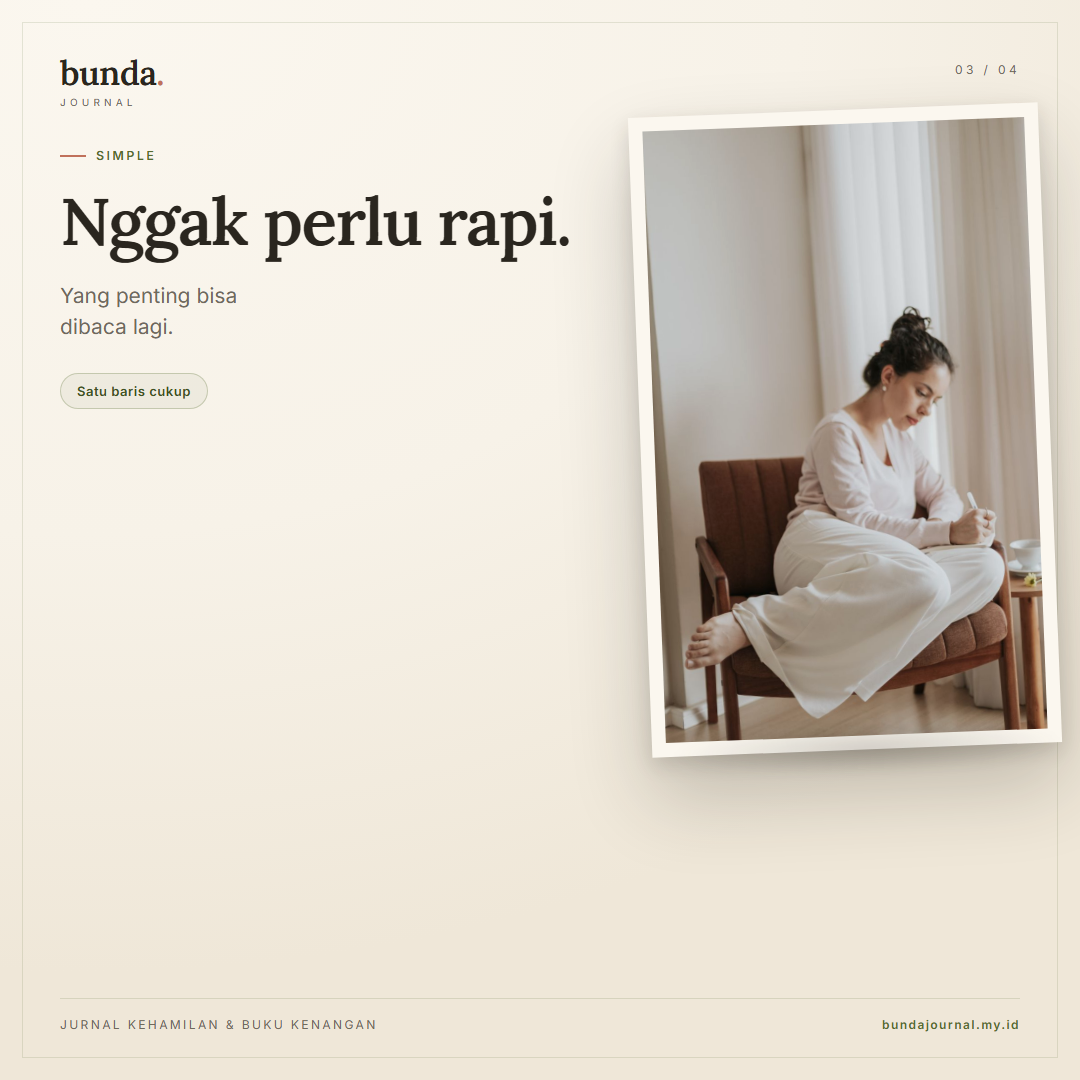 bunda.
JOURNAL
03 / 04
SIMPLE
Nggak perlu rapi.
Yang penting bisa
dibaca lagi.
Satu baris cukup
JURNAL KEHAMILAN & BUKU KENANGAN
bundajournal.my.id